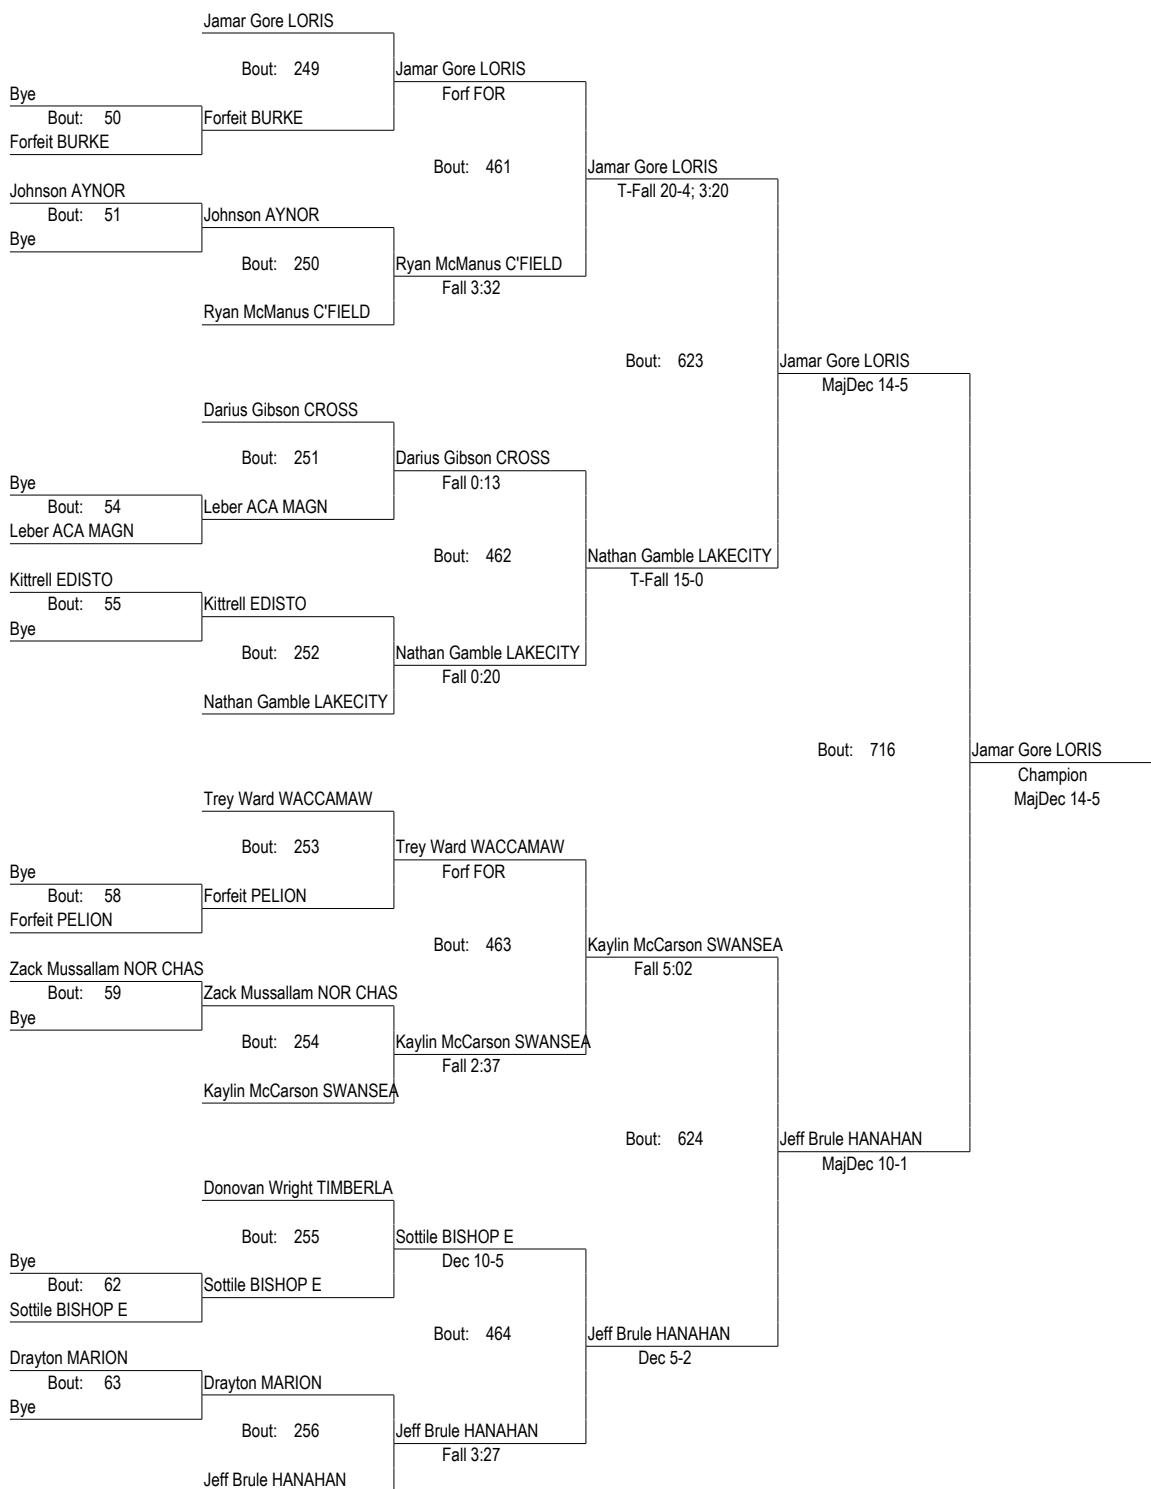 Jamar Gore LORIS
Bout: 249
Jamar Gore LORIS
Bye
Forf FOR
Bout: 50
Forfeit BURKE
Forfeit BURKE
Bout: 461
Jamar Gore LORIS
Johnson AYNOR
T-Fall 20-4; 3:20
Bout: 51
Johnson AYNOR
Bye
Bout: 250
Ryan McManus C'FIELD
Fall 3:32
Ryan McManus C'FIELD
Bout: 623
Jamar Gore LORIS
MajDec 14-5
Darius Gibson CROSS
Bout: 251
Darius Gibson CROSS
Bye
Fall 0:13
Bout: 54
Leber ACA MAGN
Leber ACA MAGN
Bout: 462
Nathan Gamble LAKECITY
Kittrell EDISTO
T-Fall 15-0
Bout: 55
Kittrell EDISTO
Bye
Bout: 252
Nathan Gamble LAKECITY
Fall 0:20
Nathan Gamble LAKECITY
Bout: 716
Jamar Gore LORIS
Champion
MajDec 14-5
Trey Ward WACCAMAW
Bout: 253
Trey Ward WACCAMAW
Bye
Forf FOR
Bout: 58
Forfeit PELION
Forfeit PELION
Bout: 463
Kaylin McCarson SWANSEA
Zack Mussallam NOR CHAS
Fall 5:02
Bout: 59
Zack Mussallam NOR CHAS
Bye
Bout: 254
Kaylin McCarson SWANSEA
Fall 2:37
Kaylin McCarson SWANSEA
Bout: 624
Jeff Brule HANAHAN
MajDec 10-1
Donovan Wright TIMBERLA
Bout: 255
Sottile BISHOP E
Bye
Dec 10-5
Bout: 62
Sottile BISHOP E
Sottile BISHOP E
Bout: 464
Jeff Brule HANAHAN
Drayton MARION
Dec 5-2
Bout: 63
Drayton MARION
Bye
Bout: 256
Jeff Brule HANAHAN
Fall 3:27
Jeff Brule HANAHAN